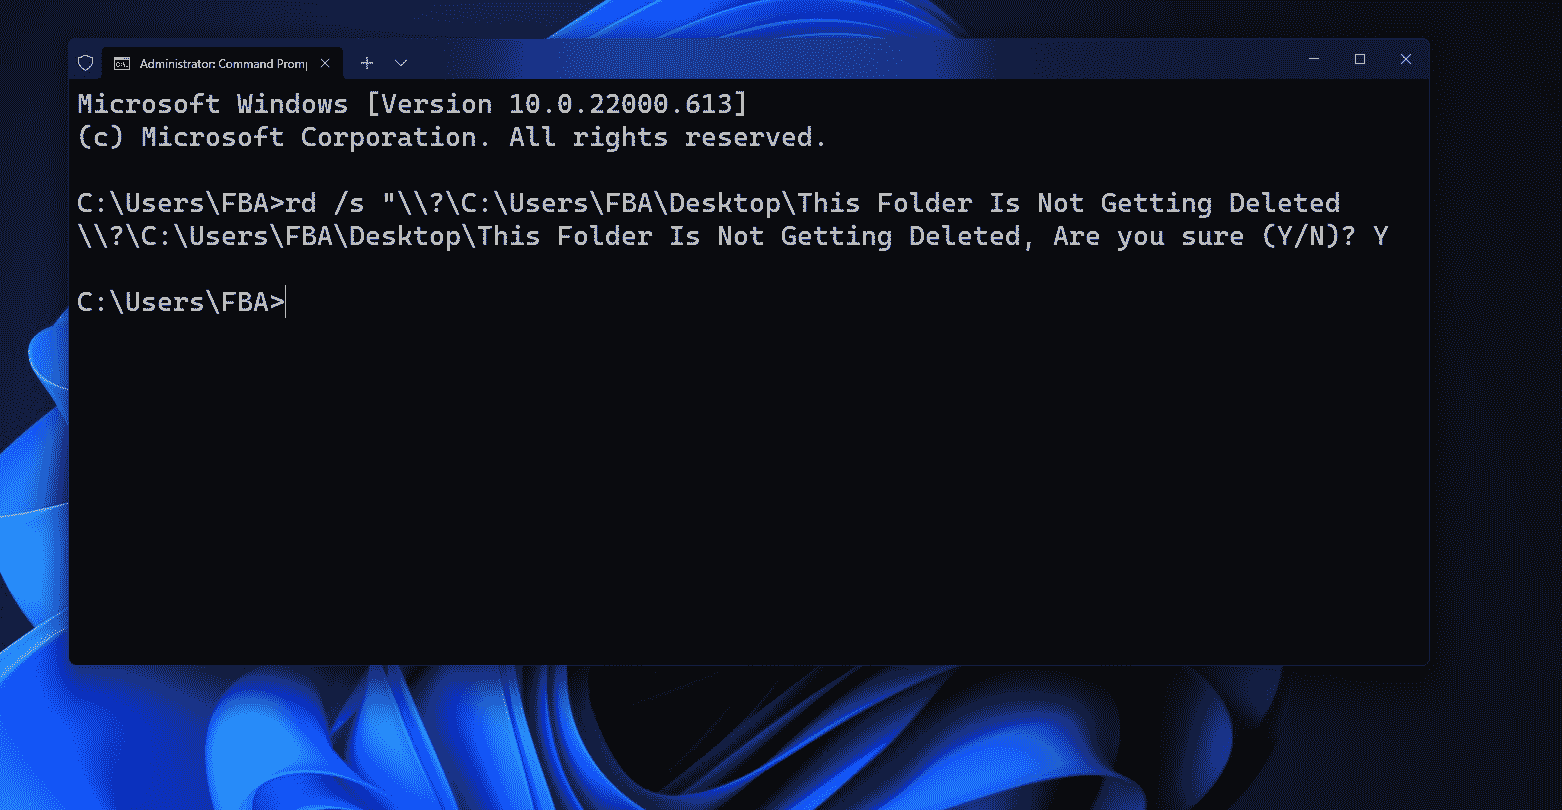 Administrator: Command Promp
Microsoft Windows [Version 10.0.22000.613]
(c) Microsoft Corporation. All rights reserved.
C:\Users\FBA>rd /s "\\?\C:\Users\FBA\Desktop\This Folder Is Not Getting Deleted
\\?\C:\Users\FBA\Desktop\This Folder Is Not Getting Deleted, Are you sure (Y/N)? Y
C:\Users\FBA>